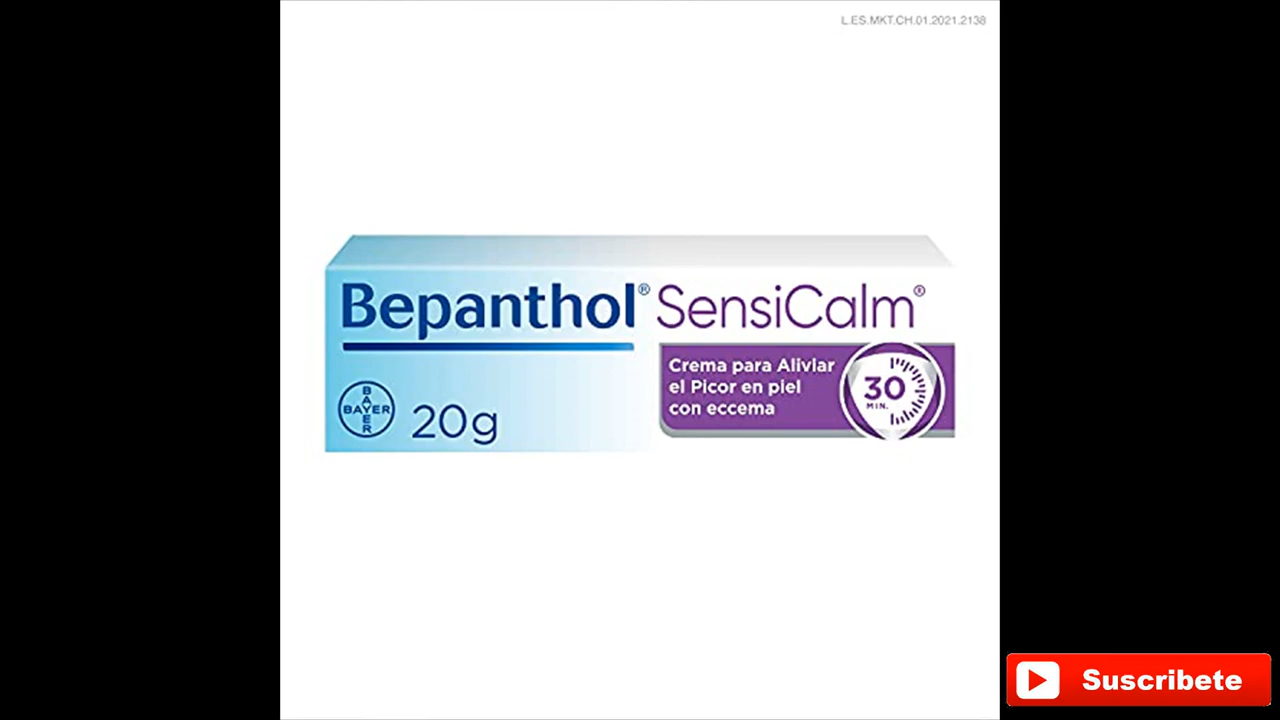 L.ES.MKT.CH.01.2021.2138
Bepanthol® SensiCalm®
Crema para Aliviar
el Picor en piel
con eccema
30
MIN.
BAYER
BAYER
20g
Suscribete